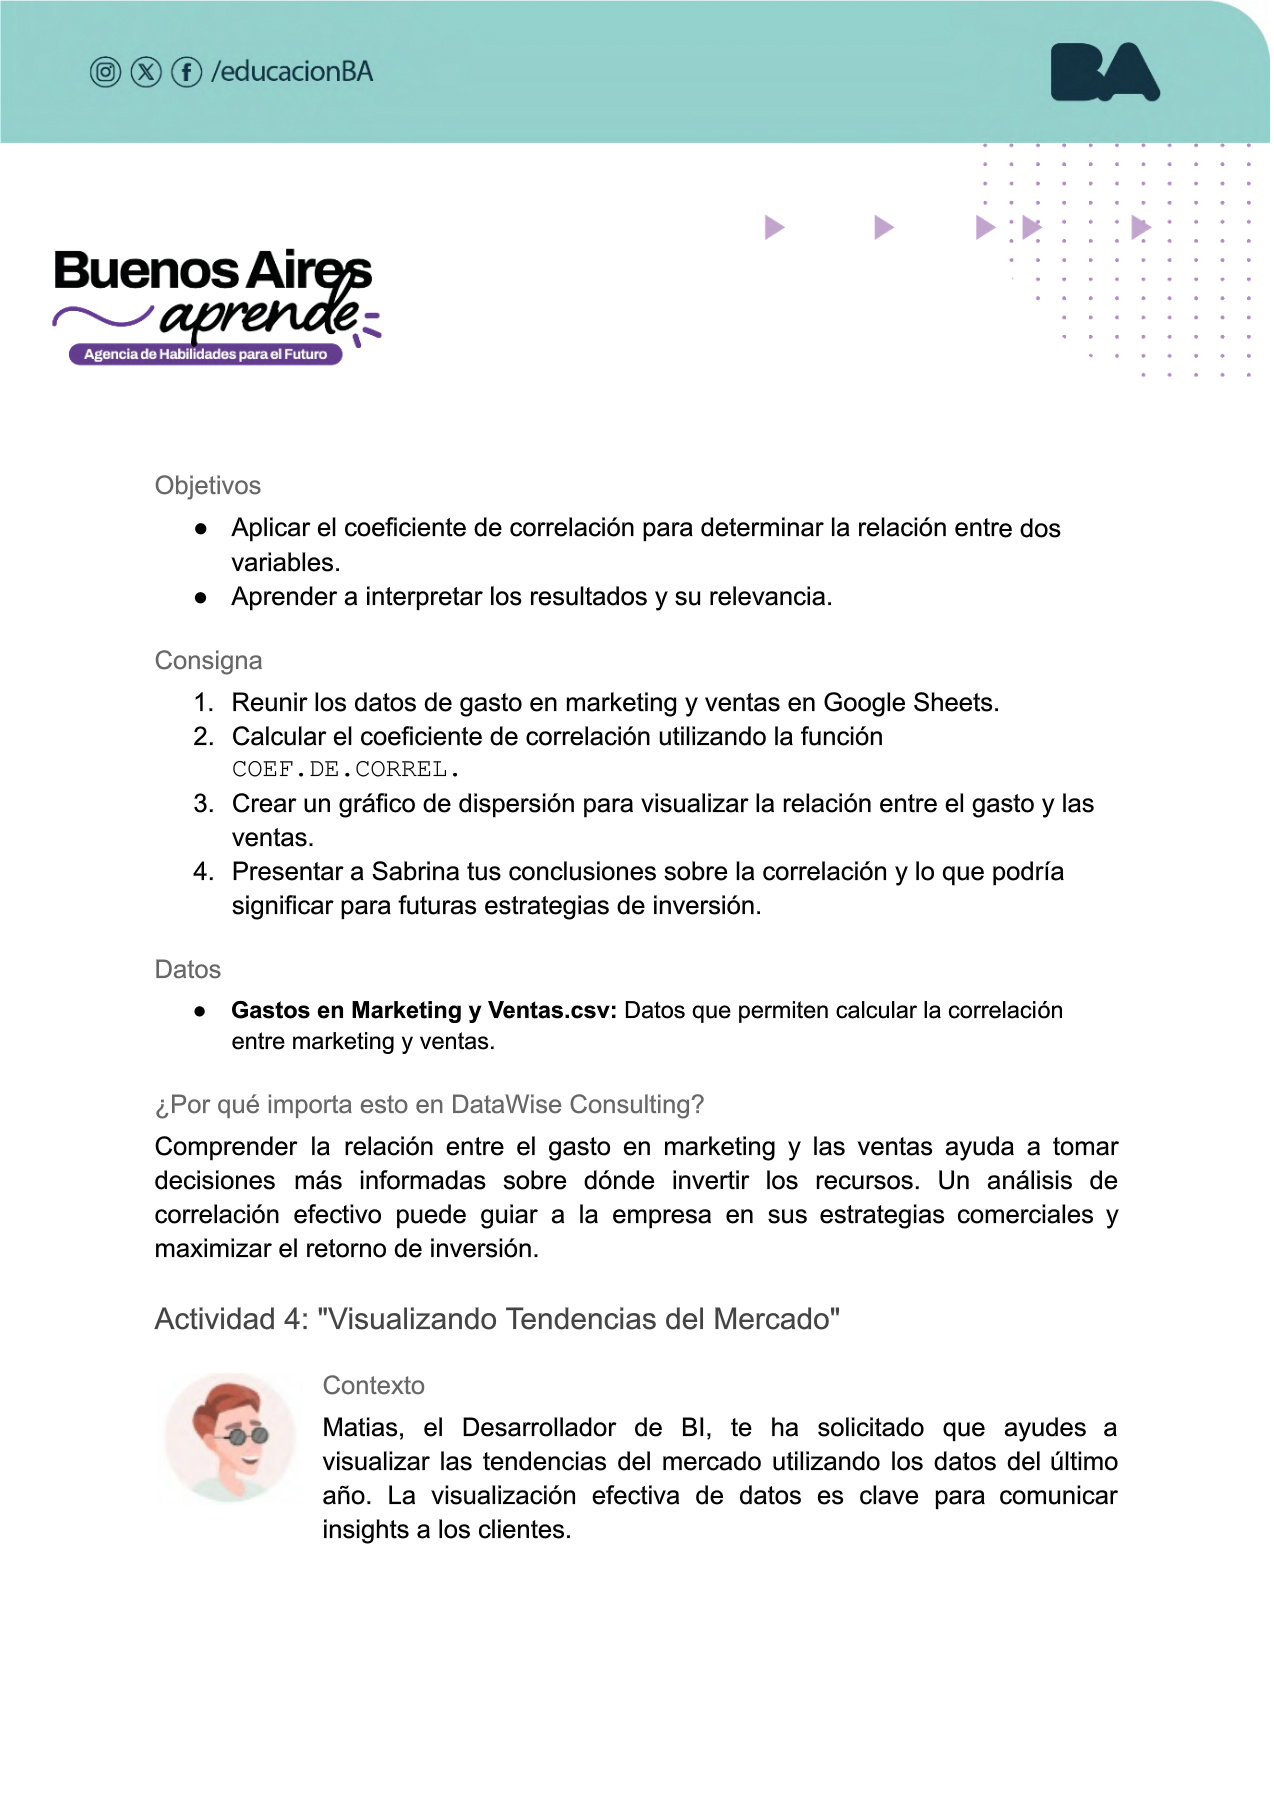 /educacionBA
BA
Buenos Aires
aprende
Agencia de Habilidades para el Futuro
Objetivos
● Aplicar el coeficiente de correlación para determinar la relación entre dos
variables.
● Aprender a interpretar los resultados y su relevancia.
Consigna
1. Reunir los datos de gasto en marketing y ventas en Google Sheets.
2. Calcular el coeficiente de correlación utilizando la función
COEF.DE.CORREL.
3. Crear un gráfico de dispersión para visualizar la relación entre el gasto y las
ventas.
4. Presentar a Sabrina tus conclusiones sobre la correlación y lo que podría
significar para futuras estrategias de inversión.
Datos
● Gastos en Marketing y Ventas.csv: Datos que permiten calcular la correlación
entre marketing y ventas.
¿Por qué importa esto en DataWise Consulting?
Comprender la relación entre el gasto en marketing y las ventas ayuda a tomar
decisiones más informadas sobre dónde invertir los recursos. Un análisis de
correlación efectivo puede guiar a la empresa en sus estrategias comerciales y
maximizar el retorno de inversión.
Actividad 4: "Visualizando Tendencias del Mercado"
Contexto
Matias, el Desarrollador de BI, te ha solicitado que ayudes a
visualizar las tendencias del mercado utilizando los datos del último
año. La visualización efectiva de datos es clave para comunicar
insights a los clientes.